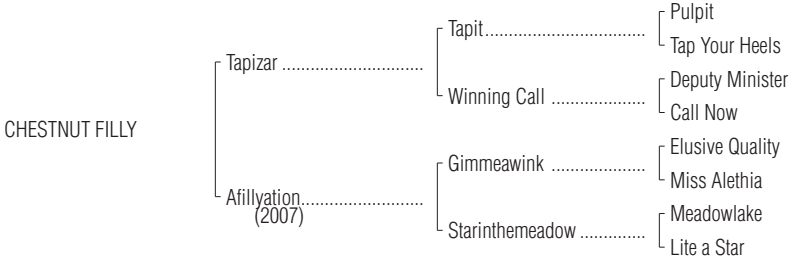 Pulpit
Tapit................................
Tap Your Heels
Tapizar ............................
Deputy Minister
Winning Call ...................
Call Now
CHESTNUT FILLY
Elusive Quality
Gimmeawink ...................
Miss Alethia
Afillyation........................
(2007)
Meadowlake
Starinthemeadow .............
Lite a Star